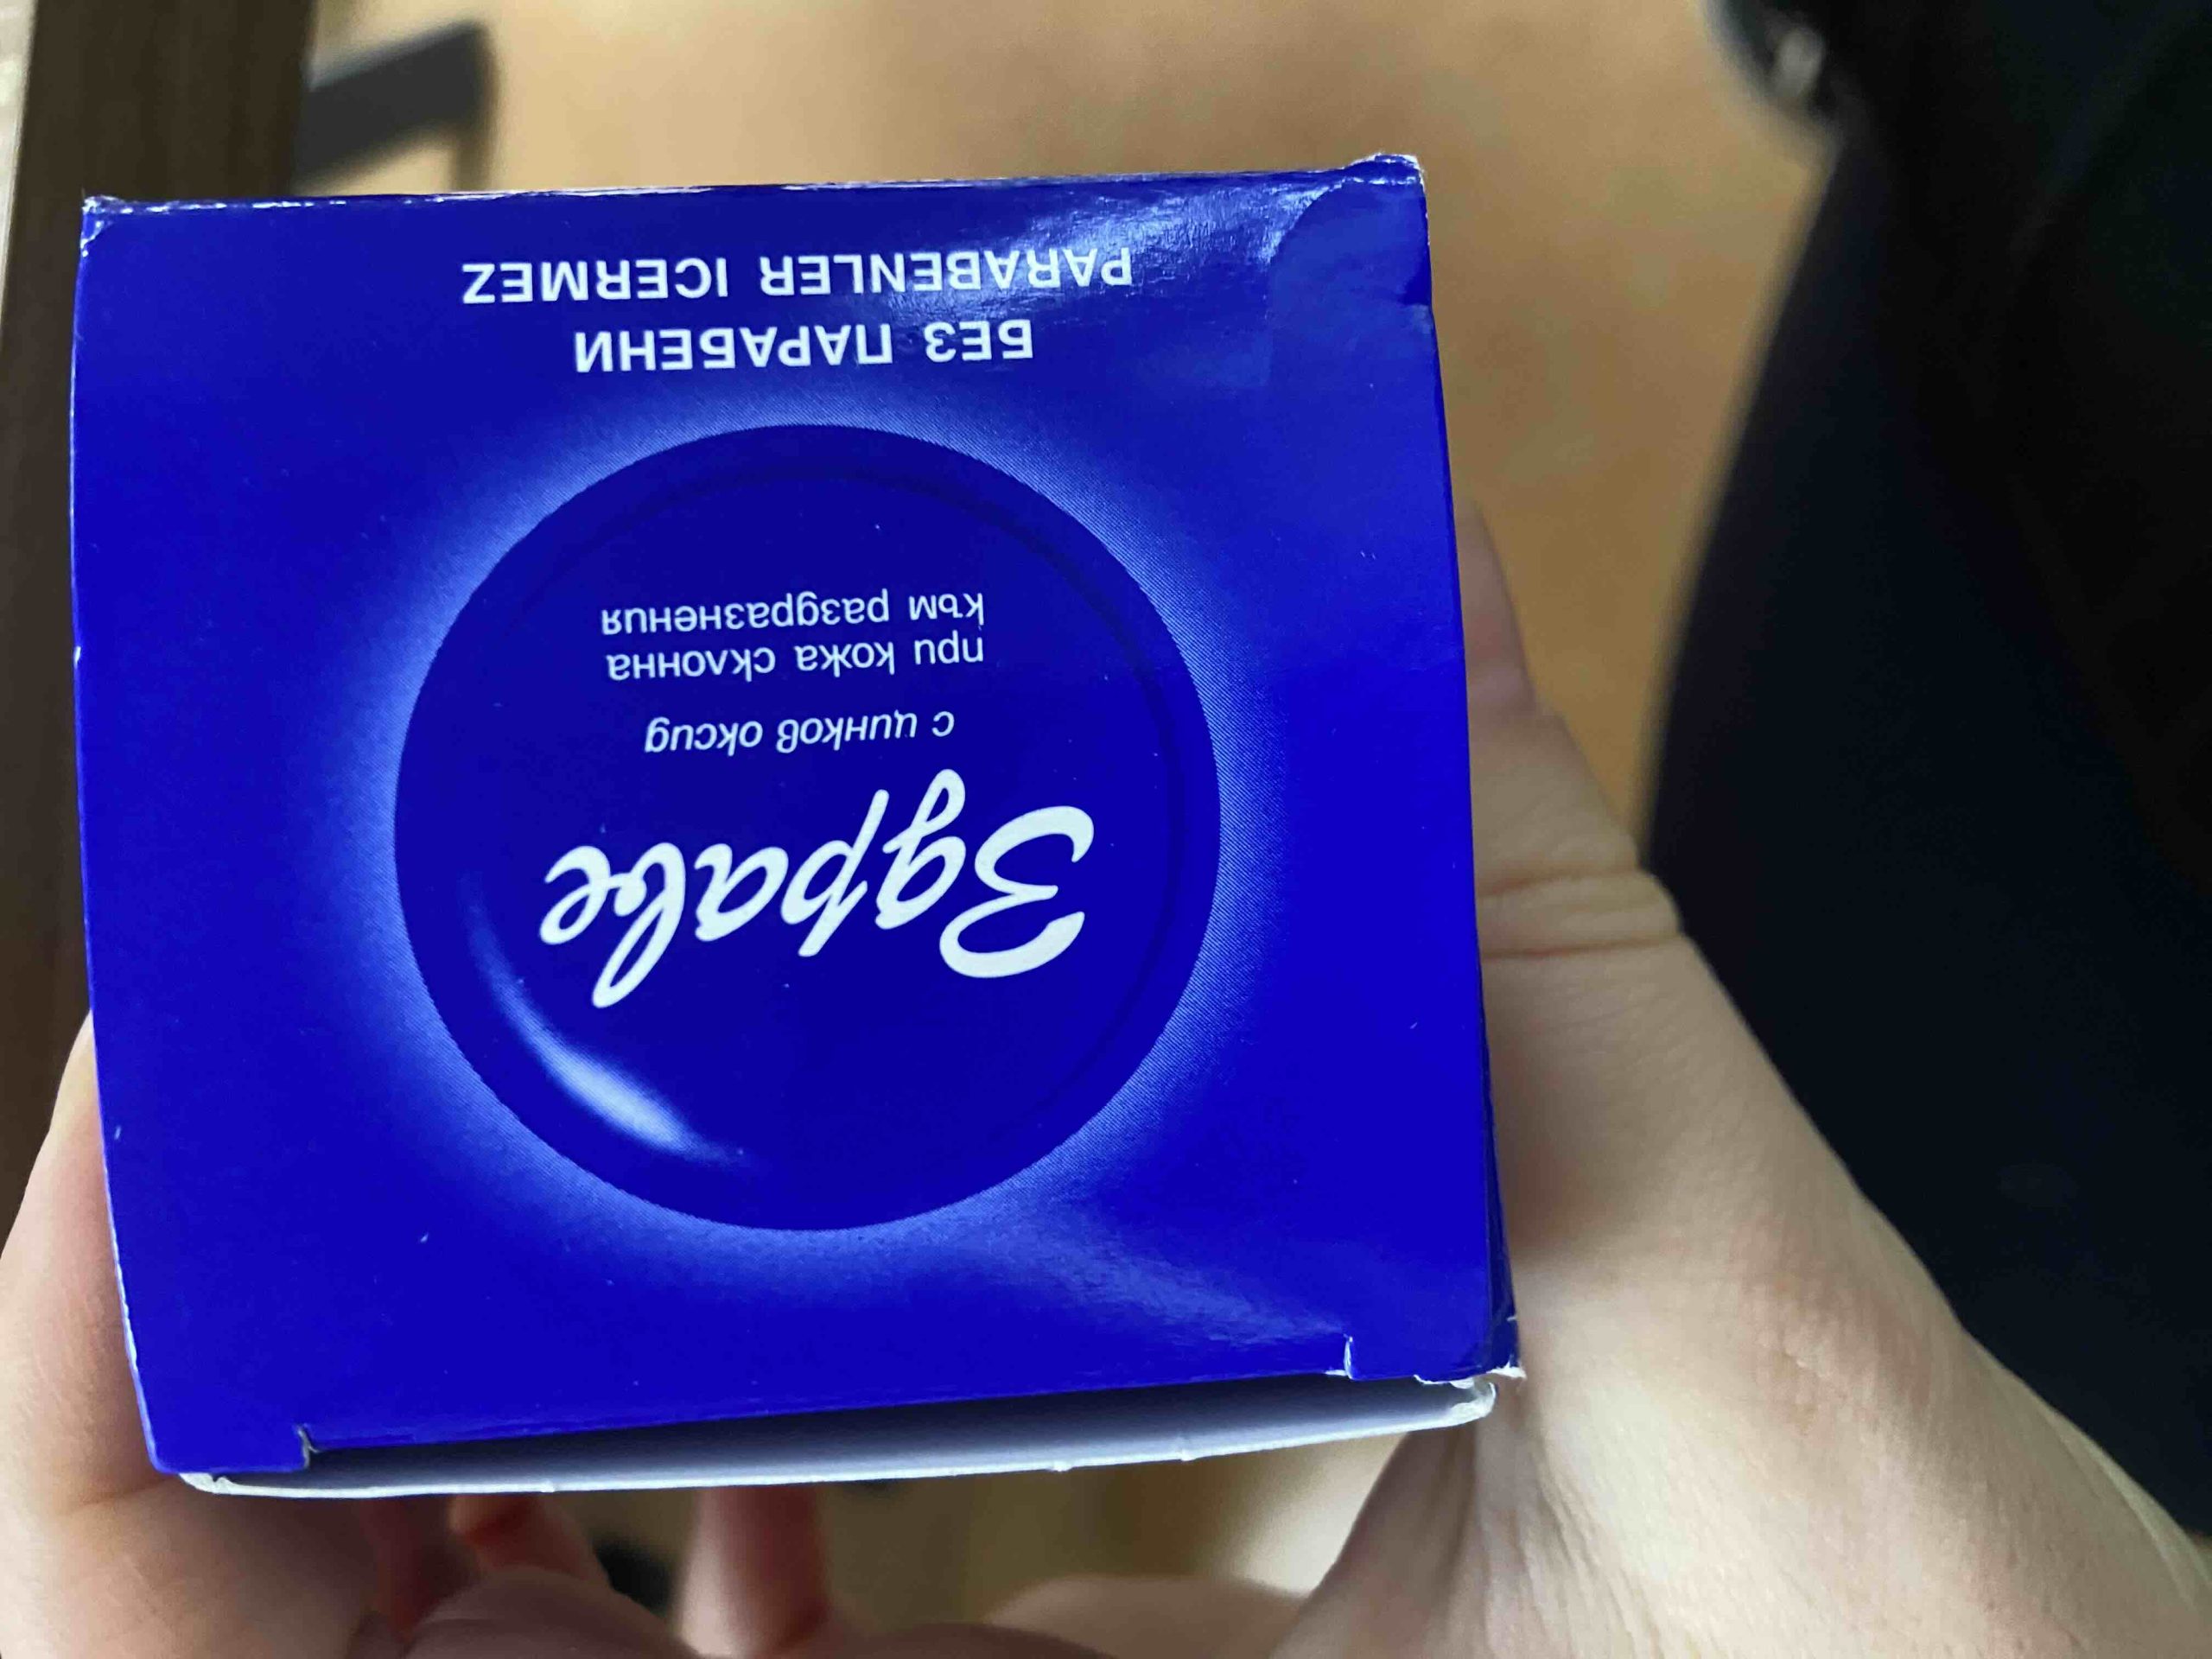 Здраве
с цинков оксид
при кожа склонна
към раздразнения
БЕЗ ПАРАБЕНИ
PARABENLER ICERMEZ